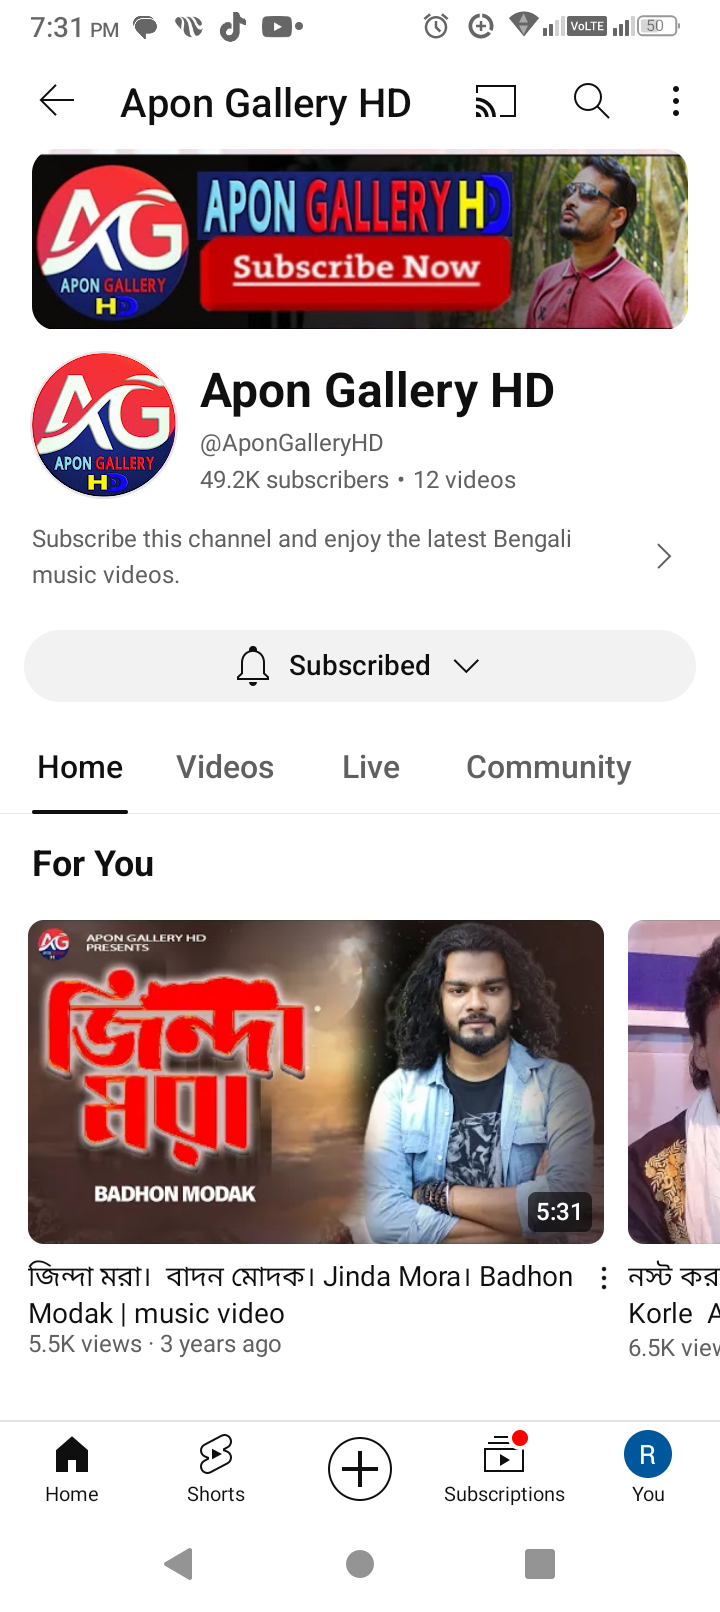 7:31 PM
VoLTE
50
Apon Gallery HD
AG
APON GALLERY
HD
APON GALLERY HD
Subscribe Now
AG
APON GALLERY
HD
Apon Gallery HD
@AponGalleryHD
49.2K subscribers • 12 videos
Subscribe this channel and enjoy the latest Bengali
music videos.
Subscribed
Home
Videos
Live
Community
For You
AG
APON GALLERY HD
PRESENTS
জিন্দা
মরা
BADHON MODAK
5:31
জিন্দা মরা। বাদন মোদক। Jinda Mora। Badhon
Modak | music video
5.5K views · 3 years ago
নস্ট কর
Korle A
6.5K view
Home
Shorts
Subscriptions
R
You